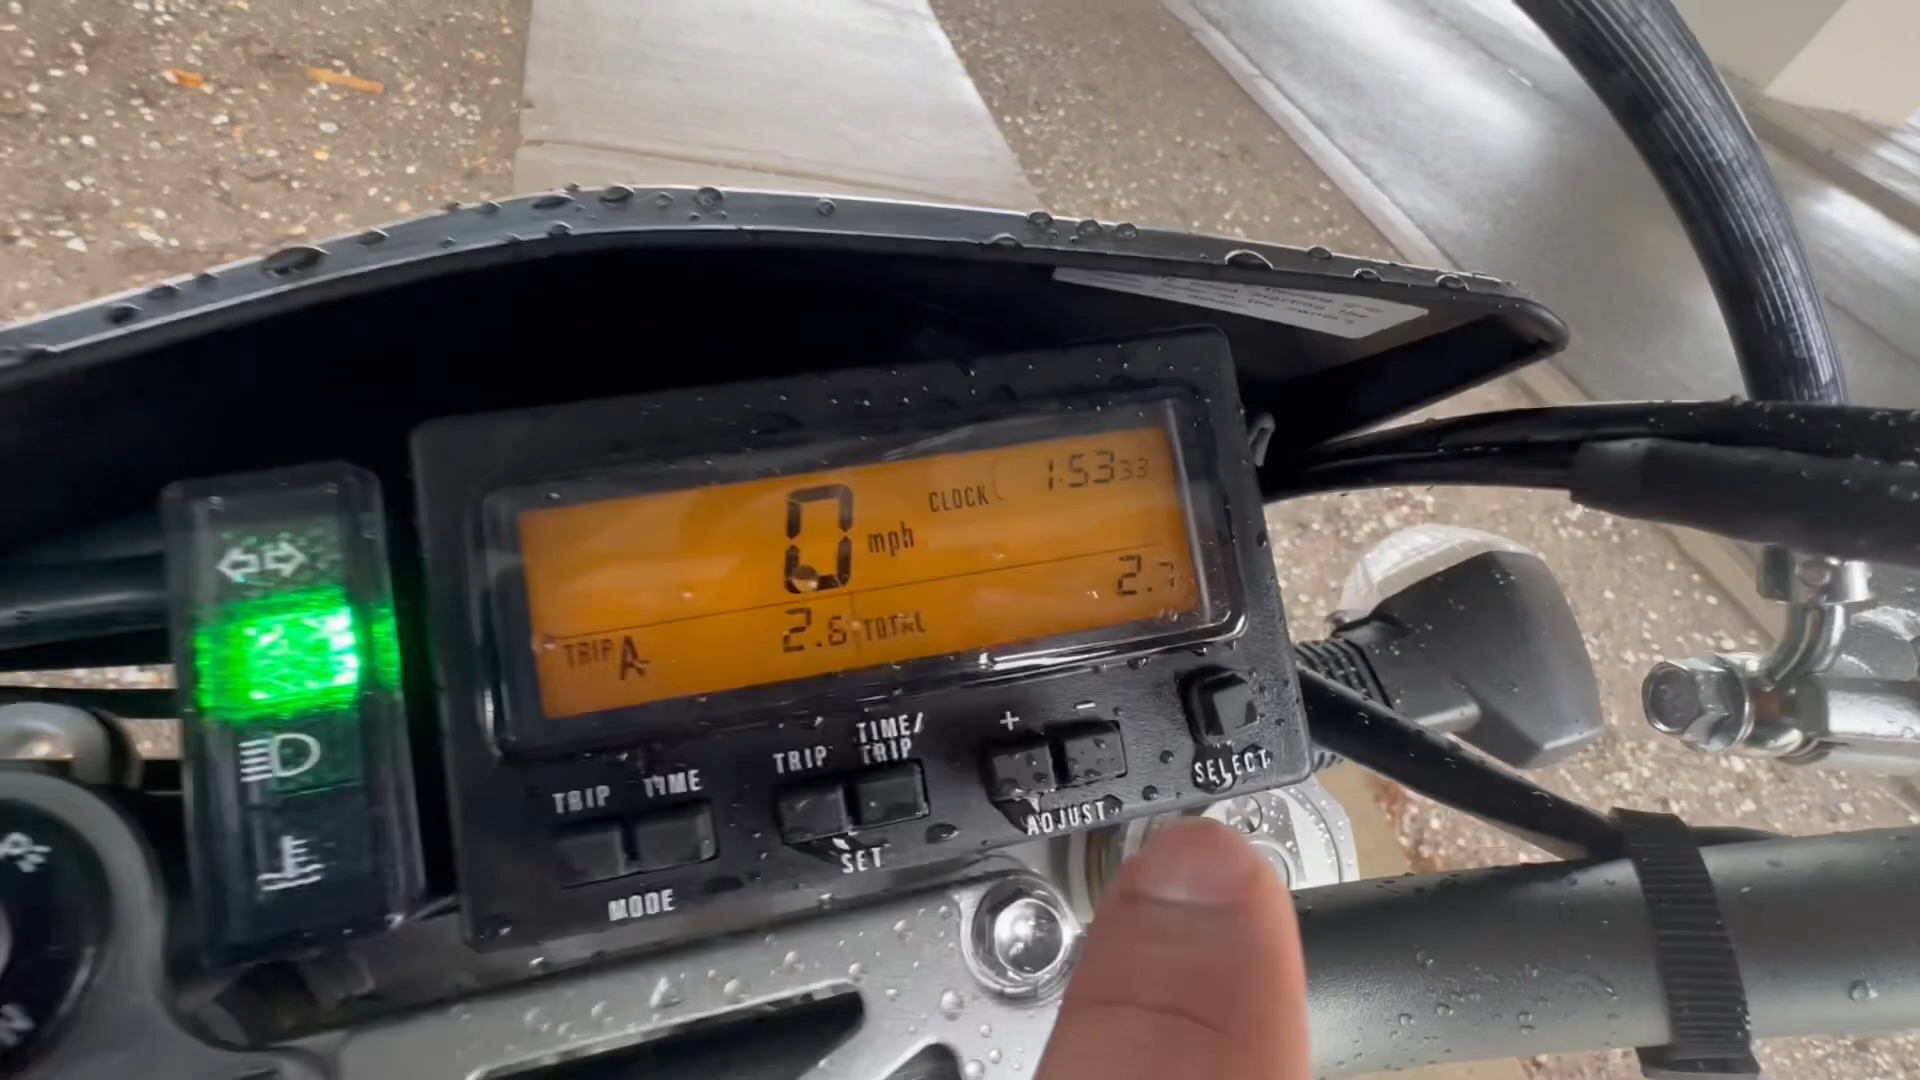 CLOCK 1:53 33
0 mph
TRIP A 2.6 TOTAL 2.7
TRIP TIME
MODE
TRIP TIME/
TRIP
SET
+ -
ADJUST
SELECT
N